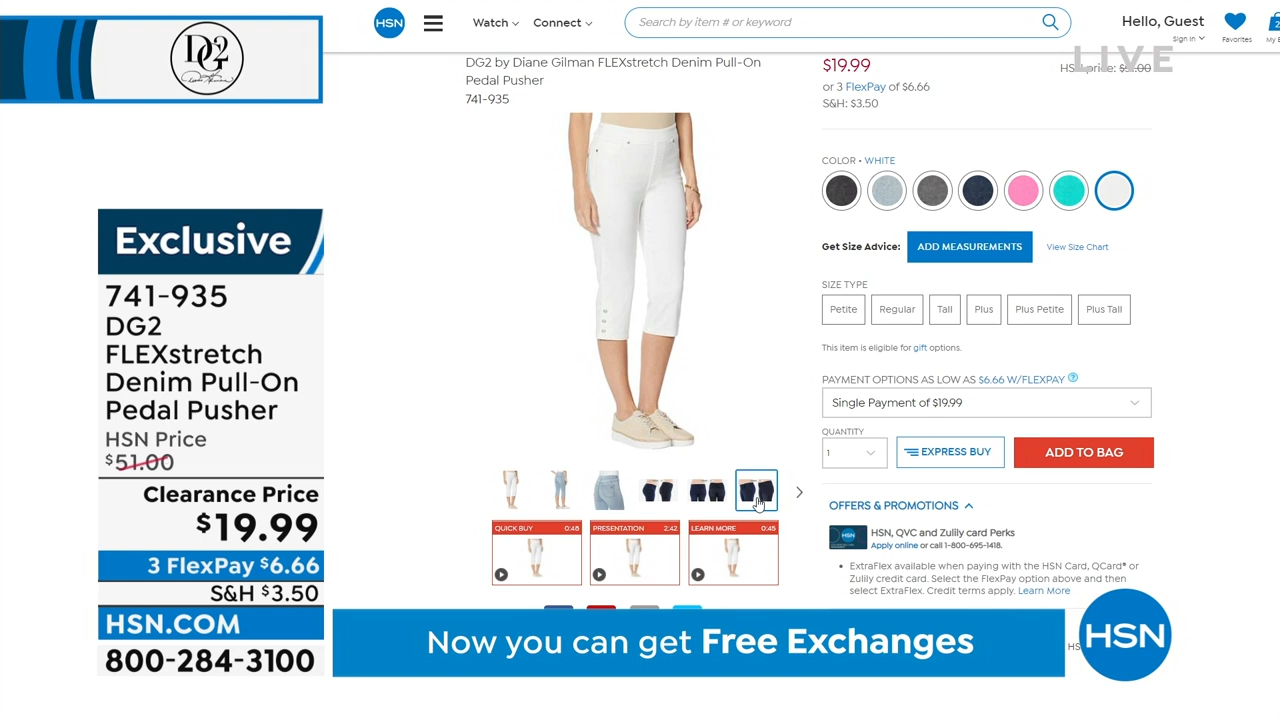 DG2
HSN
Watch
Connect
Search by item # or keyword
Hello, Guest
Sign In
Favorites
2
LIVE
DG2 by Diane Gilman FLEXstretch Denim Pull-On
Pedal Pusher
741-935
$19.99
HSN price: $51.00
or 3 FlexPay of $6.66
S&H: $3.50
COLOR • WHITE
Get Size Advice:
ADD MEASUREMENTS
View Size Chart
SIZE TYPE
Petite
Regular
Tall
Plus
Plus Petite
Plus Tall
This item is eligible for gift options.
PAYMENT OPTIONS AS LOW AS $6.66 W/FLEXPAY ?
Single Payment of $19.99
QUANTITY
1
EXPRESS BUY
ADD TO BAG
QUICK BUY 0:48
PRESENTATION 2:42
LEARN MORE 0:45
OFFERS & PROMOTIONS
HSN
HSN, QVC and Zulily card Perks
Apply online or call 1-800-695-1418.
• ExtraFlex available when paying with the HSN Card, QCard® or
Zulily credit card. Select the FlexPay option above and then
select ExtraFlex. Credit terms apply. Learn More
Exclusive
741-935
DG2
FLEXstretch
Denim Pull-On
Pedal Pusher
HSN Price
$51.00
Clearance Price
$19.99
3 FlexPay $6.66
S&H $3.50
HSN.COM
800-284-3100
Now you can get Free Exchanges
HSN